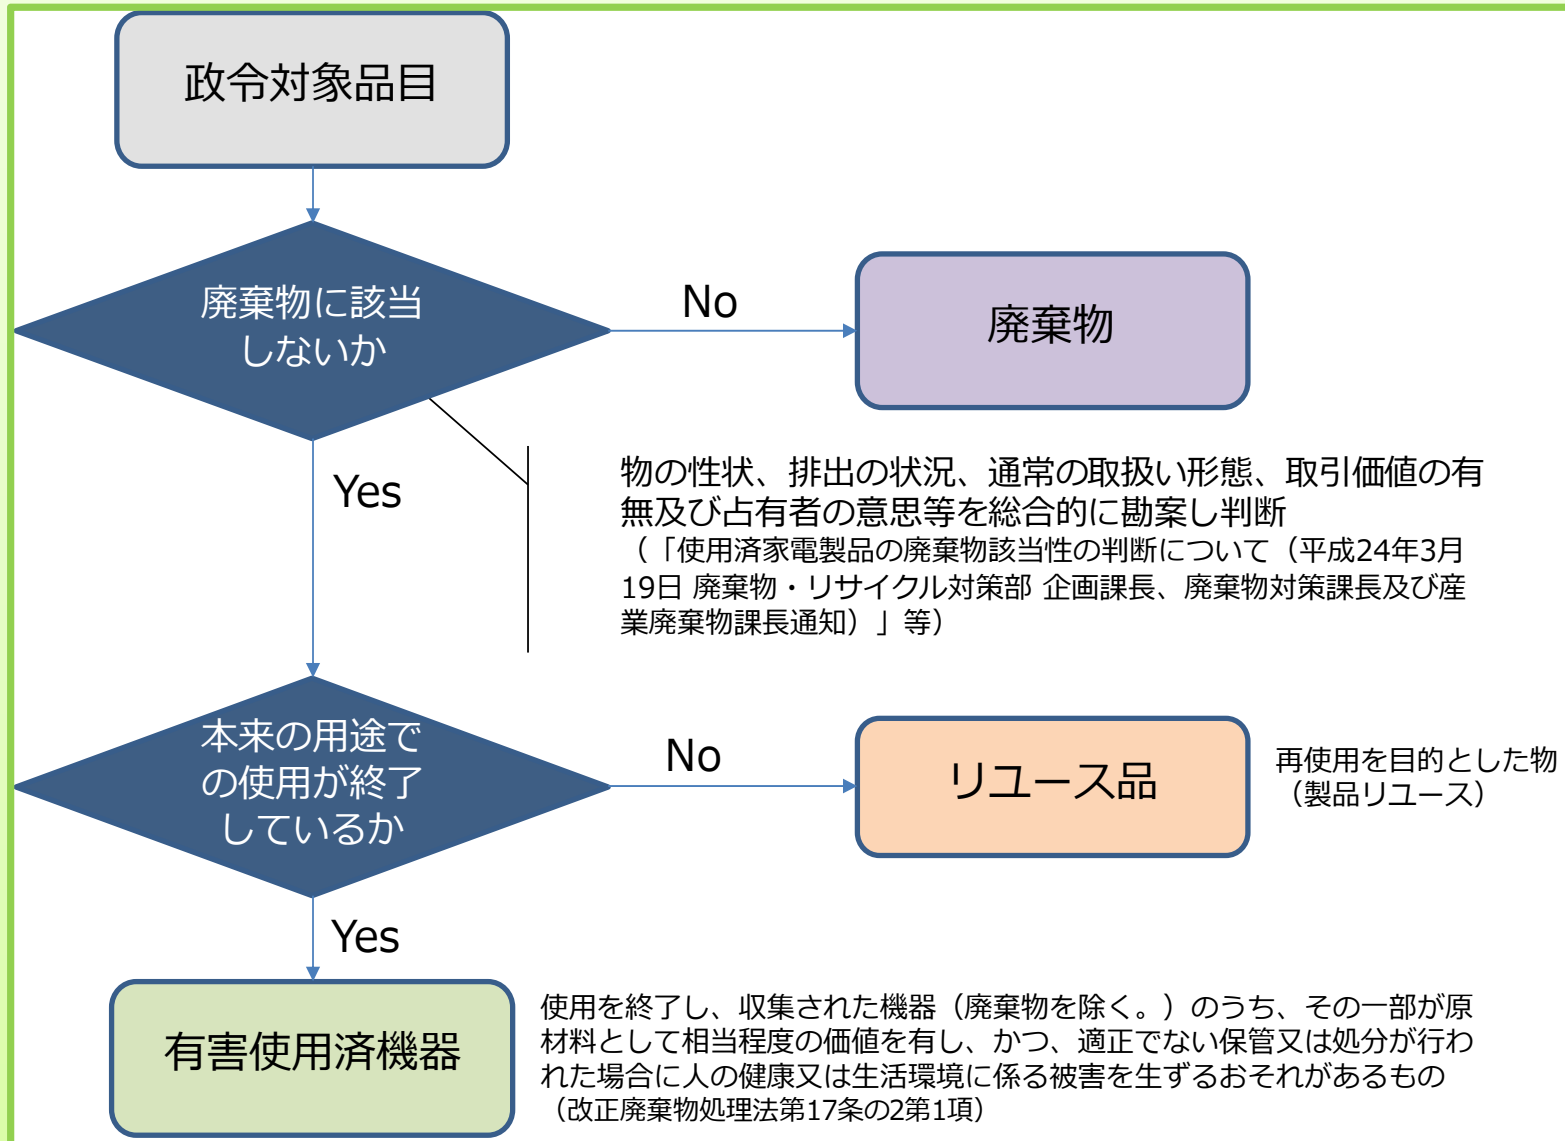 政令対象品目
廃棄物に該当
しないか
No
廃棄物
Yes
物の性状、排出の状況、通常の取扱い形態、取引価値の有
無及び占有者の意思等を総合的に勘案し判断
（「使用済家電製品の廃棄物該当性の判断について（平成24年3月
19日 廃棄物・リサイクル対策部 企画課長、廃棄物対策課長及び産
業廃棄物課長通知）」等）
本来の用途で
の使用が終了
しているか
No
リユース品
再使用を目的とした物
（製品リユース）
Yes
有害使用済機器
使用を終了し、収集された機器（廃棄物を除く。）のうち、その一部が原
材料として相当程度の価値を有し、かつ、適正でない保管又は処分が行わ
れた場合に人の健康又は生活環境に係る被害を生ずるおそれがあるもの
（改正廃棄物処理法第17条の2第1項）